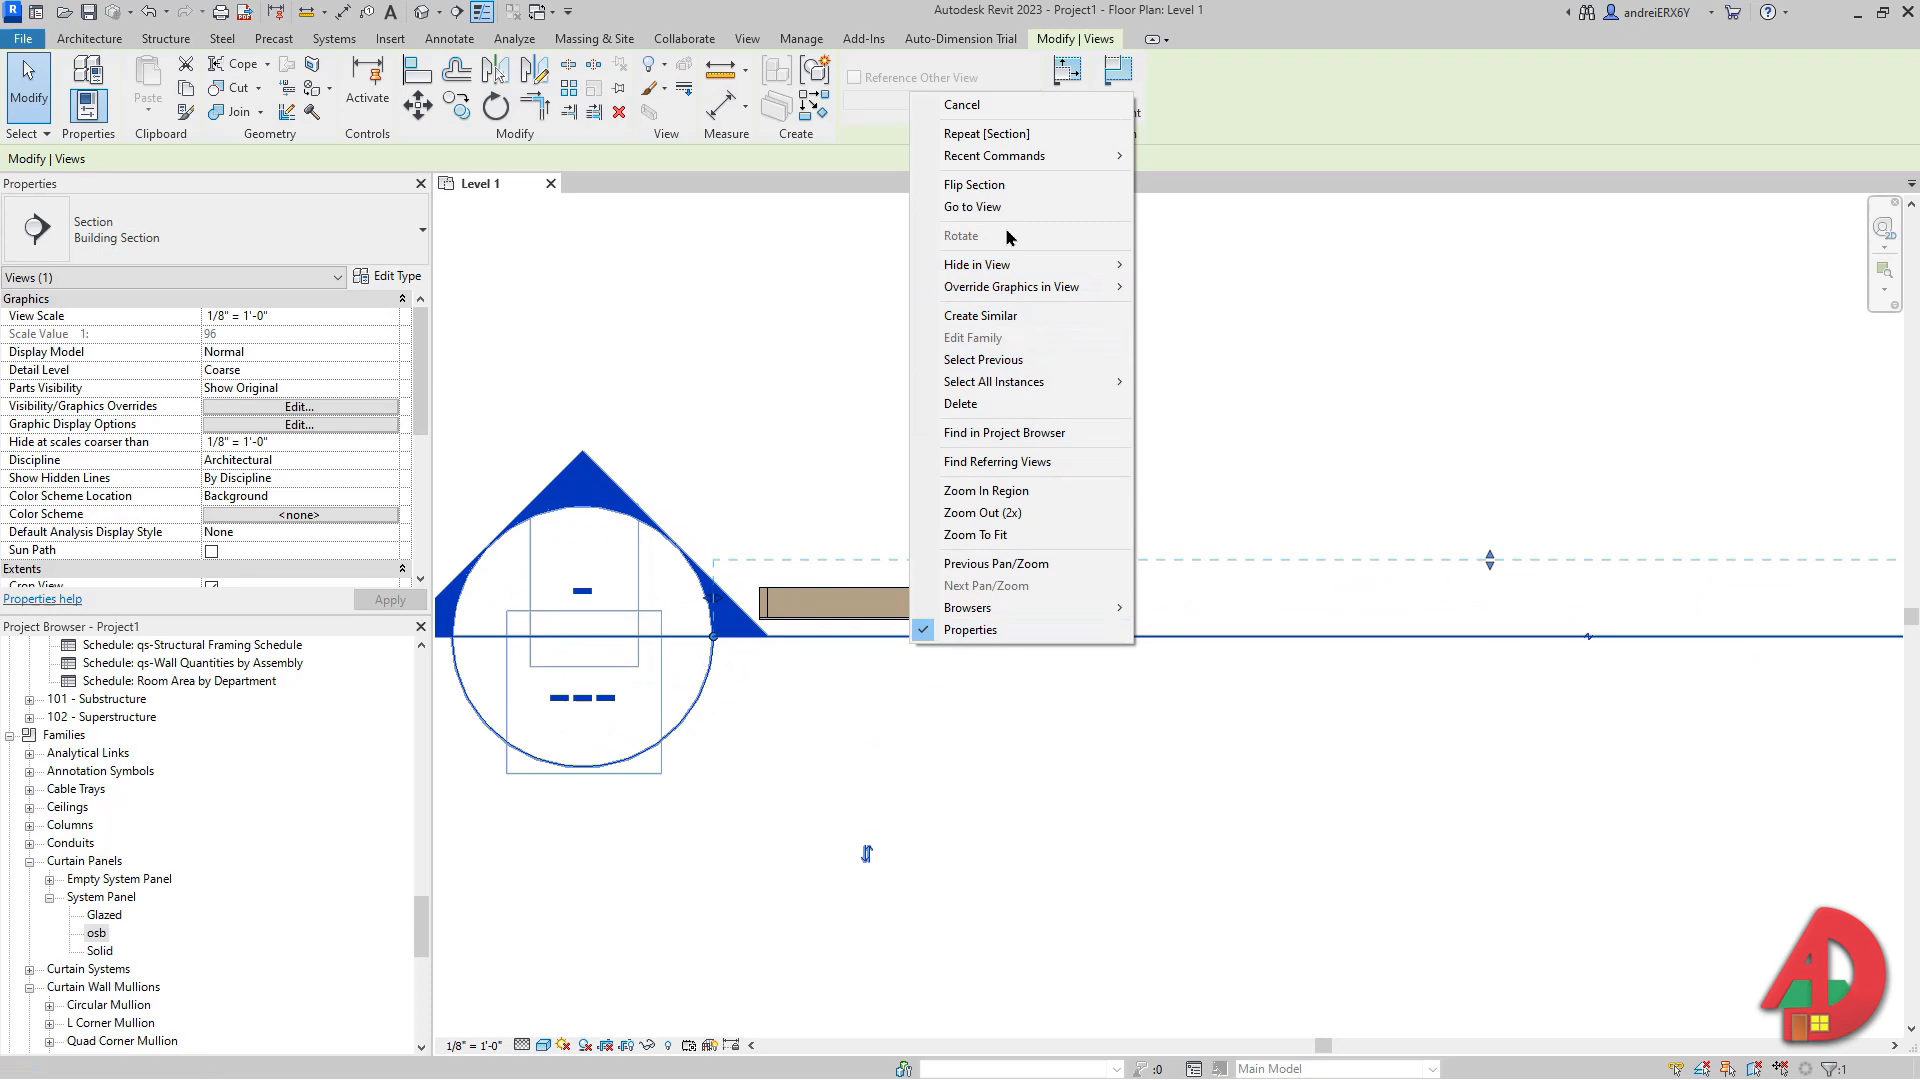 Autodesk Revit 2023 - Project1 - Floor Plan: Level 1
andreiERX6Y
File Architecture Structure Steel Precast Systems Insert Annotate Analyze Massing & Site Collaborate View Manage Add-Ins Auto-Dimension Trial Modify | Views
Modify
Paste
Cope
Cut
Join
Activate
Reference Other View
Select Properties Clipboard Geometry Controls Modify View Measure Create
Modify | Views
Properties
Section
Building Section
Views (1)
Edit Type
Graphics
View Scale 1/8" = 1'-0"
Scale Value 1: 96
Display Model Normal
Detail Level Coarse
Parts Visibility Show Original
Visibility/Graphics Overrides Edit...
Graphic Display Options Edit...
Hide at scales coarser than 1/8" = 1'-0"
Discipline Architectural
Show Hidden Lines By Discipline
Color Scheme Location Background
Color Scheme <none>
Default Analysis Display Style None
Sun Path
Extents
Crop View
Properties help
Apply
Project Browser - Project1
Schedule: qs-Structural Framing Schedule
Schedule: qs-Wall Quantities by Assembly
Schedule: Room Area by Department
101 - Substructure
102 - Superstructure
Families
Analytical Links
Annotation Symbols
Cable Trays
Ceilings
Columns
Conduits
Curtain Panels
Empty System Panel
System Panel
Glazed
osb
Solid
Curtain Systems
Curtain Wall Mullions
Circular Mullion
L Corner Mullion
Quad Corner Mullion
Level 1
Cancel
Repeat [Section]
Recent Commands
Flip Section
Go to View
Rotate
Hide in View
Override Graphics in View
Create Similar
Edit Family
Select Previous
Select All Instances
Delete
Find in Project Browser
Find Referring Views
Zoom In Region
Zoom Out (2x)
Zoom To Fit
Previous Pan/Zoom
Next Pan/Zoom
Browsers
Properties
2D
1/8" = 1'-0"
:0
Main Model
:1